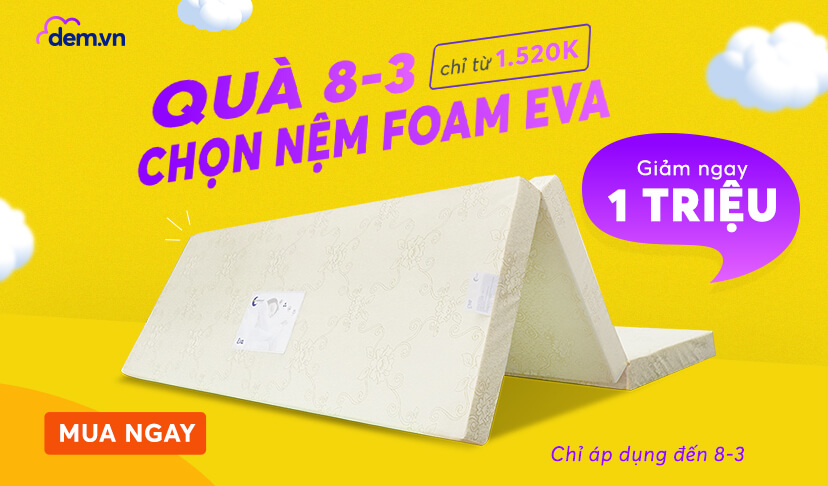 dem.vn
QUÀ 8-3
chỉ từ 1.520K
CHỌN NỆM FOAM EVA
Giảm ngay
1 TRIỆU
MUA NGAY
Chỉ áp dụng đến 8-3